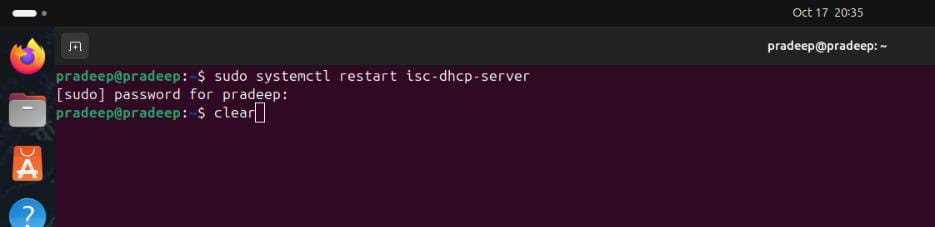 Oct 17 20:35
pradeep@pradeep: ~
pradeep@pradeep:~$ sudo systemctl restart isc-dhcp-server
[sudo] password for pradeep:
pradeep@pradeep:~$ clear